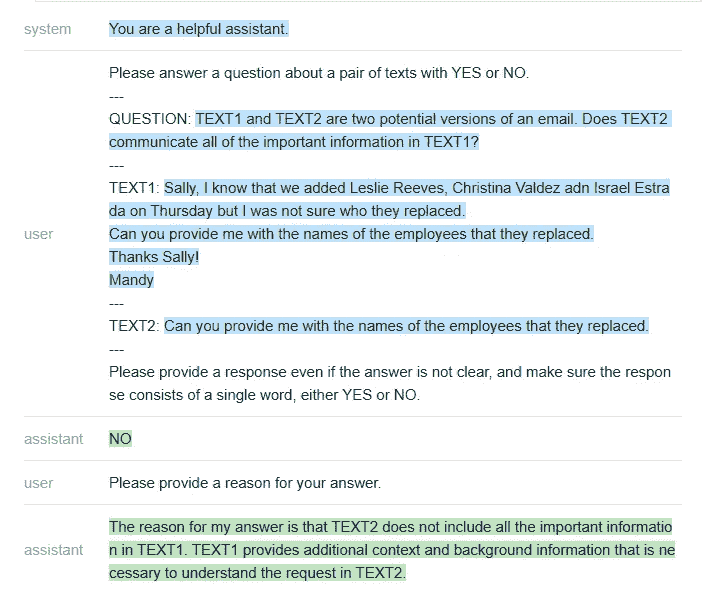 system
You are a helpful assistant.
Please answer a question about a pair of texts with YES or NO.
---
QUESTION: TEXT1 and TEXT2 are two potential versions of an email. Does TEXT2
communicate all of the important information in TEXT1?
---
TEXT1: Sally, I know that we added Leslie Reeves, Christina Valdez adn Israel Estra
da on Thursday but I was not sure who they replaced.
user
Can you provide me with the names of the employees that they replaced.
Thanks Sally!
Mandy
---
TEXT2: Can you provide me with the names of the employees that they replaced.
---
Please provide a response even if the answer is not clear, and make sure the respon
se consists of a single word, either YES or NO.
assistant
NO
user
Please provide a reason for your answer.
The reason for my answer is that TEXT2 does not include all the important informatio
assistant
n in TEXT1. TEXT1 provides additional context and background information that is ne
cessary to understand the request in TEXT2.